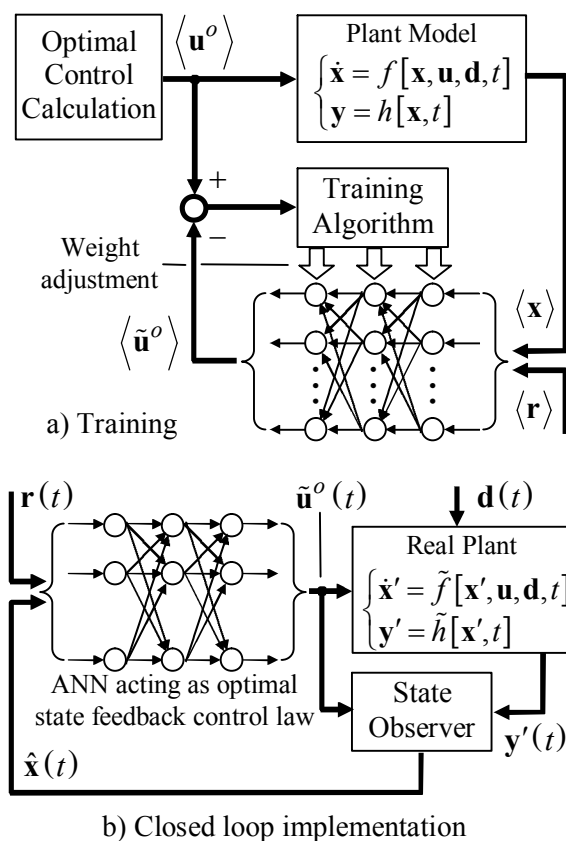 Optimal
Control
Calculation
⟨u^o⟩
Plant Model
{ẋ = f[x, u, d, t]
y = h[x, t]
+
−
Training
Algorithm
Weight
adjustment
⟨ũ^o⟩
⟨x⟩
⟨r⟩
a) Training
r(t)
ũ^o(t)
d(t)
Real Plant
{ẋ′ = f̃[x′, u, d, t]
y′ = h̃[x′, t]
ANN acting as optimal
state feedback control law
State
Observer
y′(t)
x̂(t)
b) Closed loop implementation